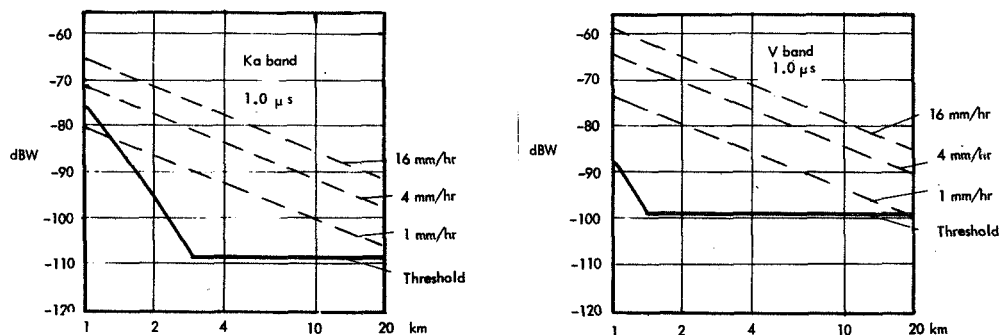 -60
-70
-80
dBW
-90
-100
-110
-120
Ka band
1.0 μs
16 mm/hr
4 mm/hr
1 mm/hr
Threshold
1 2 4 10 20 km
-60
-70
-80
dBW
-90
-100
-110
-120
V band
1.0 μs
16 mm/hr
4 mm/hr
1 mm/hr
Threshold
1 2 4 10 20 km